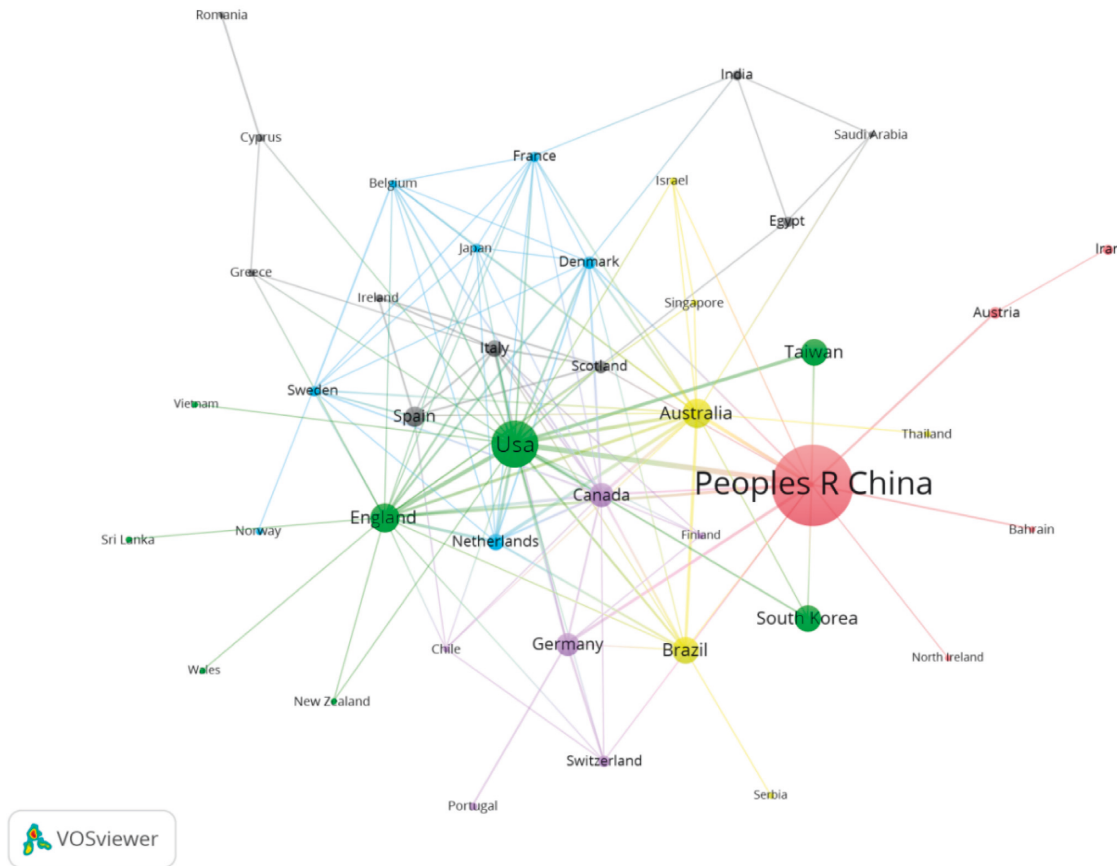 Romania
India
Cyprus
Saudi Arabia
France
Belgium
Israel
Egypt
Japan
Denmark
Iran
Greece
Ireland
Singapore
Austria
Italy
Taiwan
Scotland
Sweden
Vietnam
Spain
Australia
Thailand
Usa
Peoples R China
Canada
England
Norway
Sri Lanka
Netherlands
Finland
Bahrain
South Korea
Germany
Brazil
Chile
North Ireland
Wales
New Zealand
Switzerland
Serbia
Portugal
VOSviewer